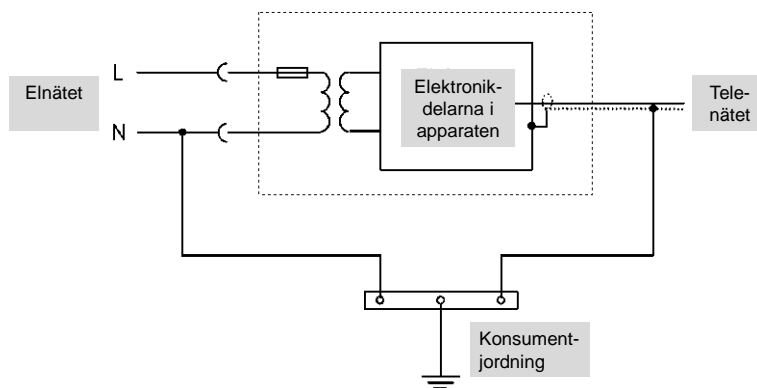 Elnätet
L
N
Elektronik-
delarna i
apparaten
Tele-
nätet
Konsument-
jordning